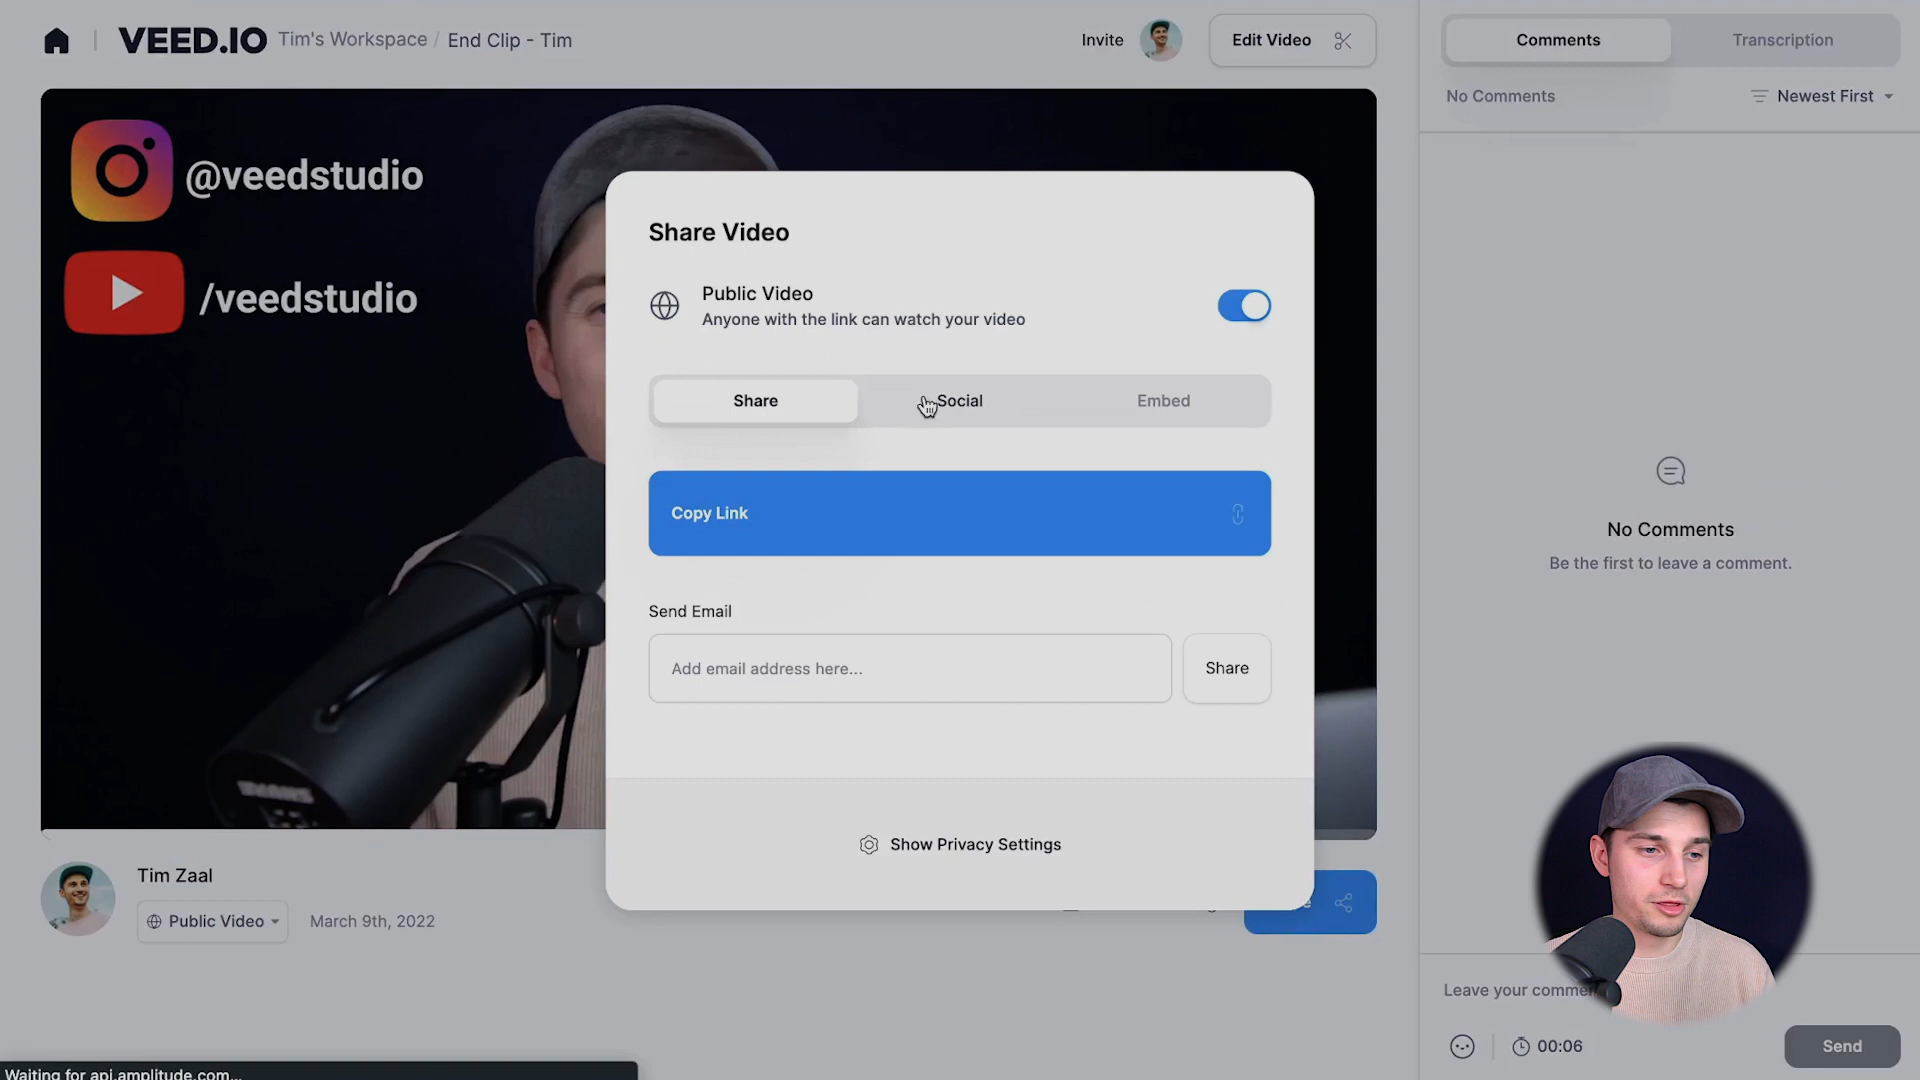 VEED.IO Tim's Workspace / End Clip - Tim
Invite
Edit Video
Comments
Transcription
No Comments
Newest First
@veedstudio
/veedstudio
Share Video
Public Video
Anyone with the link can watch your video
Share
Social
Embed
Copy Link
Send Email
Add email address here...
Share
Show Privacy Settings
No Comments
Be the first to leave a comment.
Tim Zaal
Public Video
March 9th, 2022
Leave your
00:06
Send
Waiting for api.amplitude.com...